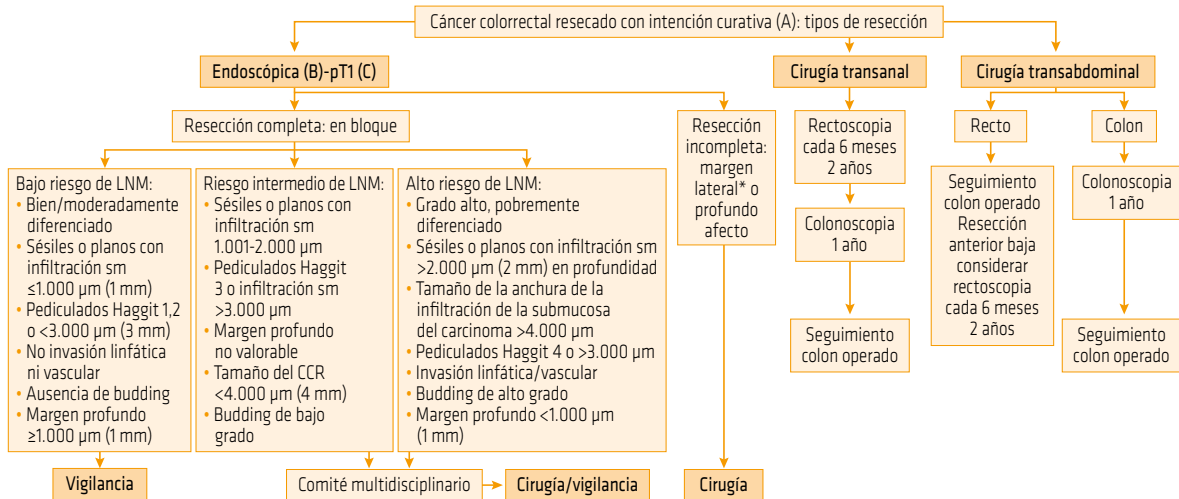 Cáncer colorrectal resecado con intención curativa (A): tipos de resección
Endoscópica (B)-pT1 (C)
Cirugía transanal
Cirugía transabdominal
Resección completa: en bloque
Resección
incompleta:
margen
lateral* o
profundo
afecto
Rectoscopia
cada 6 meses
2 años
Recto
Colon
Bajo riesgo de LNM:
• Bien/moderadamente
diferenciado
• Sésiles o planos con
infiltración sm
≤1.000 µm (1 mm)
• Pediculados Haggit 1,2
o <3.000 µm (3 mm)
• No invasión linfática
ni vascular
• Ausencia de budding
• Margen profundo
≥1.000 µm (1 mm)
Riesgo intermedio de LNM:
• Sésiles o planos con
infiltración sm
1.001-2.000 µm
• Pediculados Haggit
3 o infiltración sm
>3.000 µm
• Margen profundo
no valorable
• Tamaño del CCR
<4.000 µm (4 mm)
• Budding de bajo
grado
Alto riesgo de LNM:
• Grado alto, pobremente
diferenciado
• Sésiles o planos con infiltración sm
>2.000 µm (2 mm) en profundidad
• Tamaño de la anchura de la
infiltración de la submucosa
del carcinoma >4.000 µm
• Pediculados Haggit 4 o >3.000 µm
• Invasión linfática/vascular
• Budding de alto grado
• Margen profundo <1.000 µm
(1 mm)
Colonoscopia
1 año
Seguimiento
colon operado
Seguimiento
colon operado
Resección
anterior baja
considerar
rectoscopia
cada 6 meses
2 años
Colonoscopia
1 año
Seguimiento
colon operado
Vigilancia
Comité multidisciplinario
Cirugía/vigilancia
Cirugía